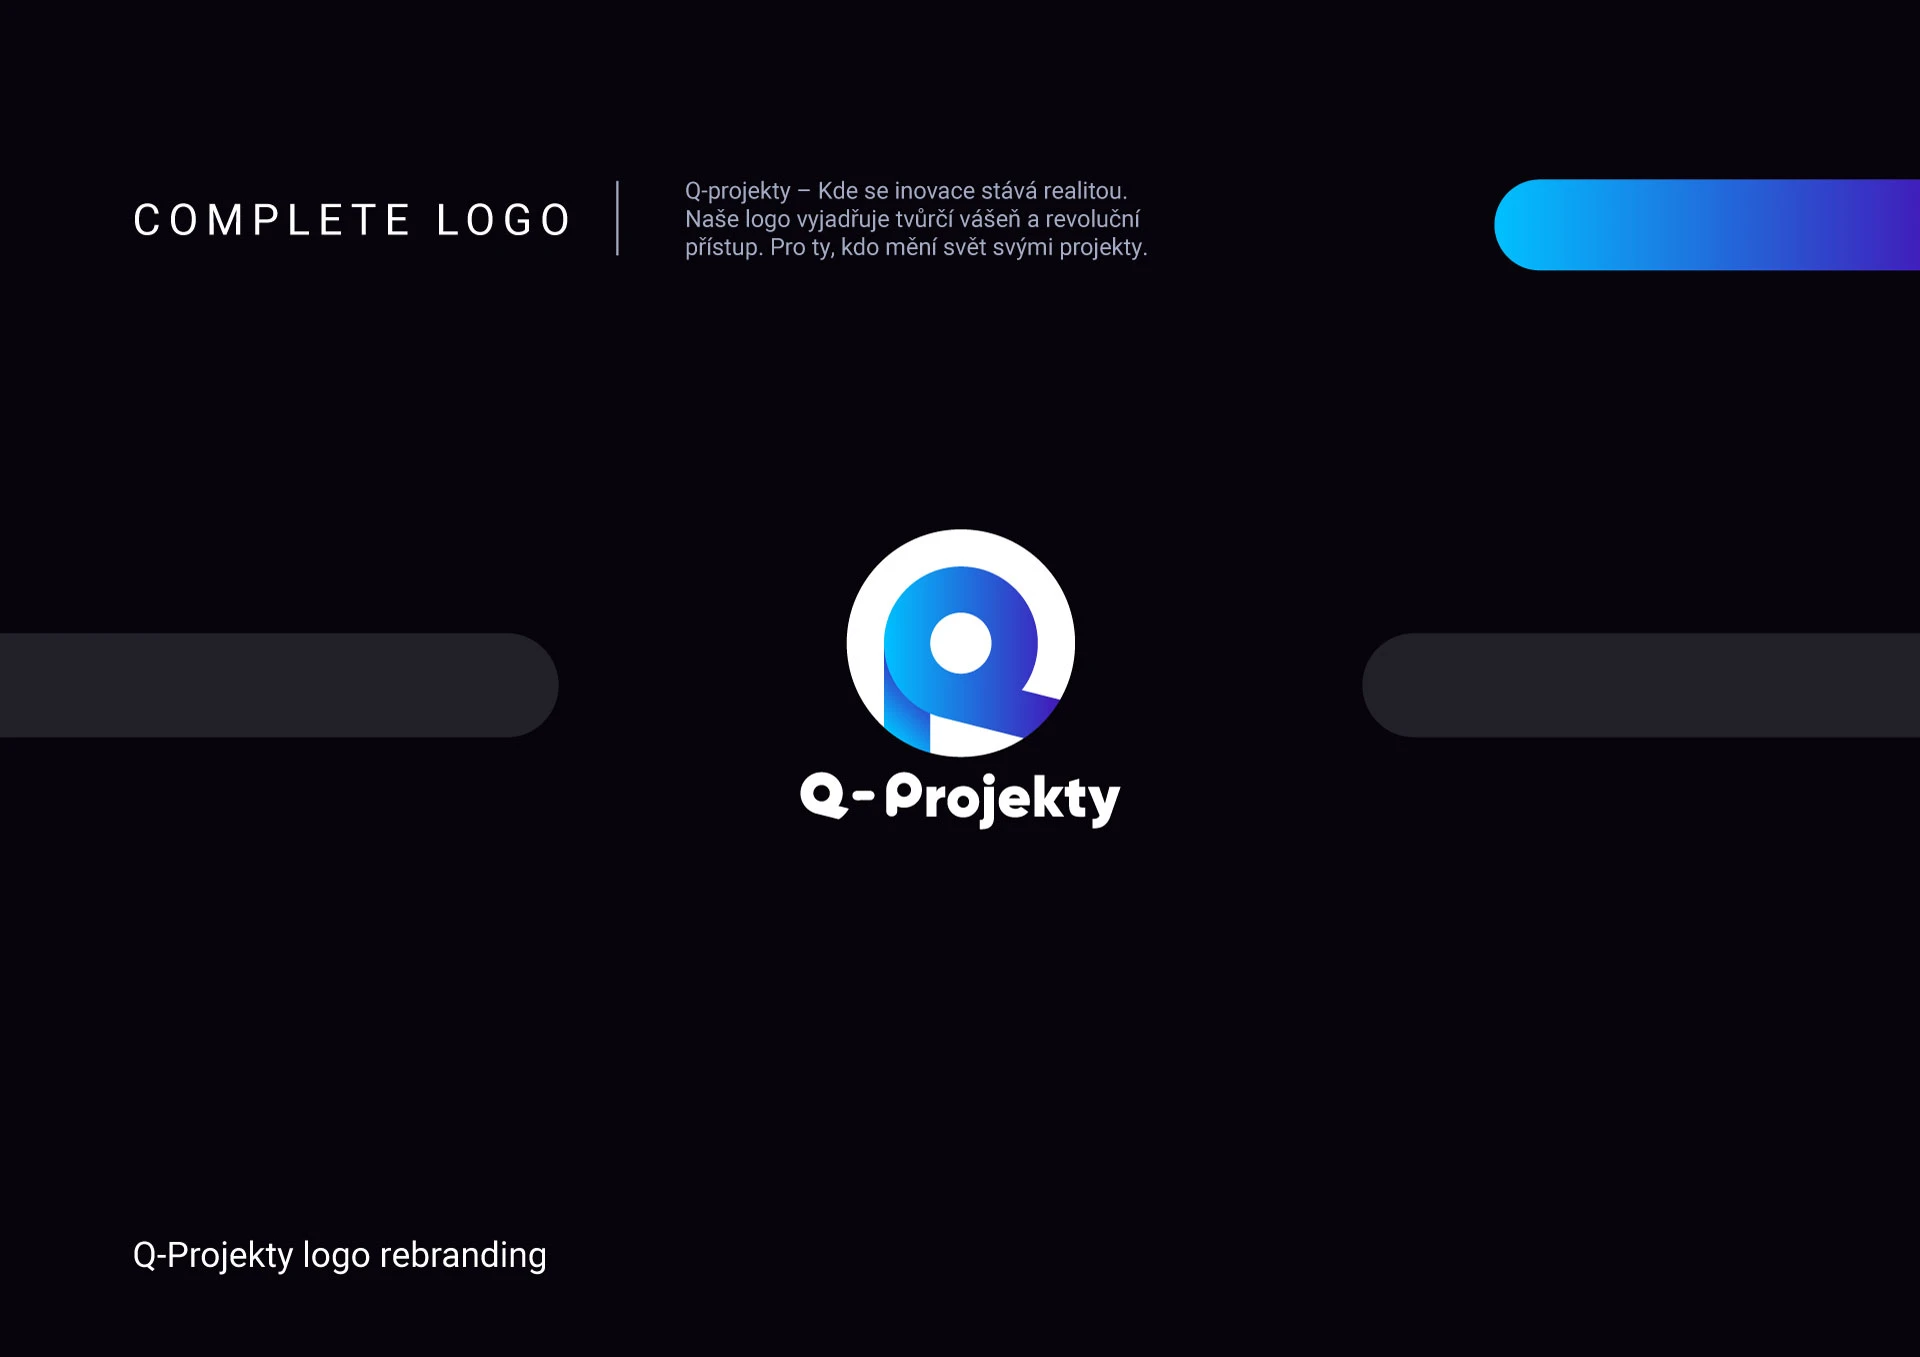 COMPLETE LOGO
Q-projekty – Kde se inovace stává realitou.
Naše logo vyjadřuje tvůrčí vášeň a revoluční
přístup. Pro ty, kdo mění svět svými projekty.
Q-Projekty
Q-Projekty logo rebranding